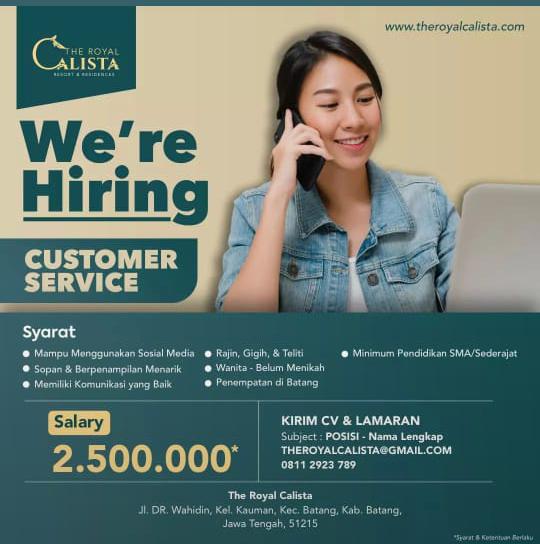 www.theroyalcalista.com
THE ROYAL
CALISTA
RESORT & RESIDENCES
We're
Hiring
CUSTOMER
SERVICE
Syarat
Mampu Menggunakan Sosial Media
Sopan & Berpenampilan Menarik
Memiliki Komunikasi yang Baik
Rajin, Gigih, & Teliti
Wanita - Belum Menikah
Penempatan di Batang
Minimum Pendidikan SMA/Sederajat
Salary
2.500.000*
KIRIM CV & LAMARAN
Subject : POSISI - Nama Lengkap
THEROYALCALISTA@GMAIL.COM
0811 2923 789
The Royal Calista
Jl. DR. Wahidin, Kel. Kauman, Kec. Batang, Kab. Batang,
Jawa Tengah, 51215
*Syarat & Ketentuan Berlaku